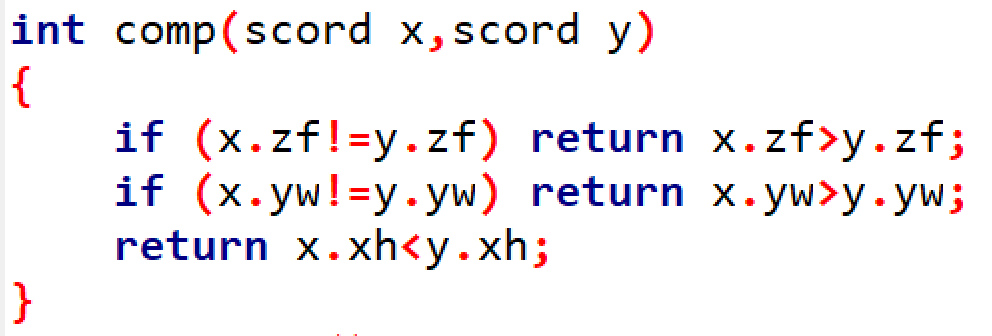 int comp(scord x,scord y)
{
    if (x.zf!=y.zf) return x.zf>y.zf;
    if (x.yw!=y.yw) return x.yw>y.yw;
    return x.xh<y.xh;
}